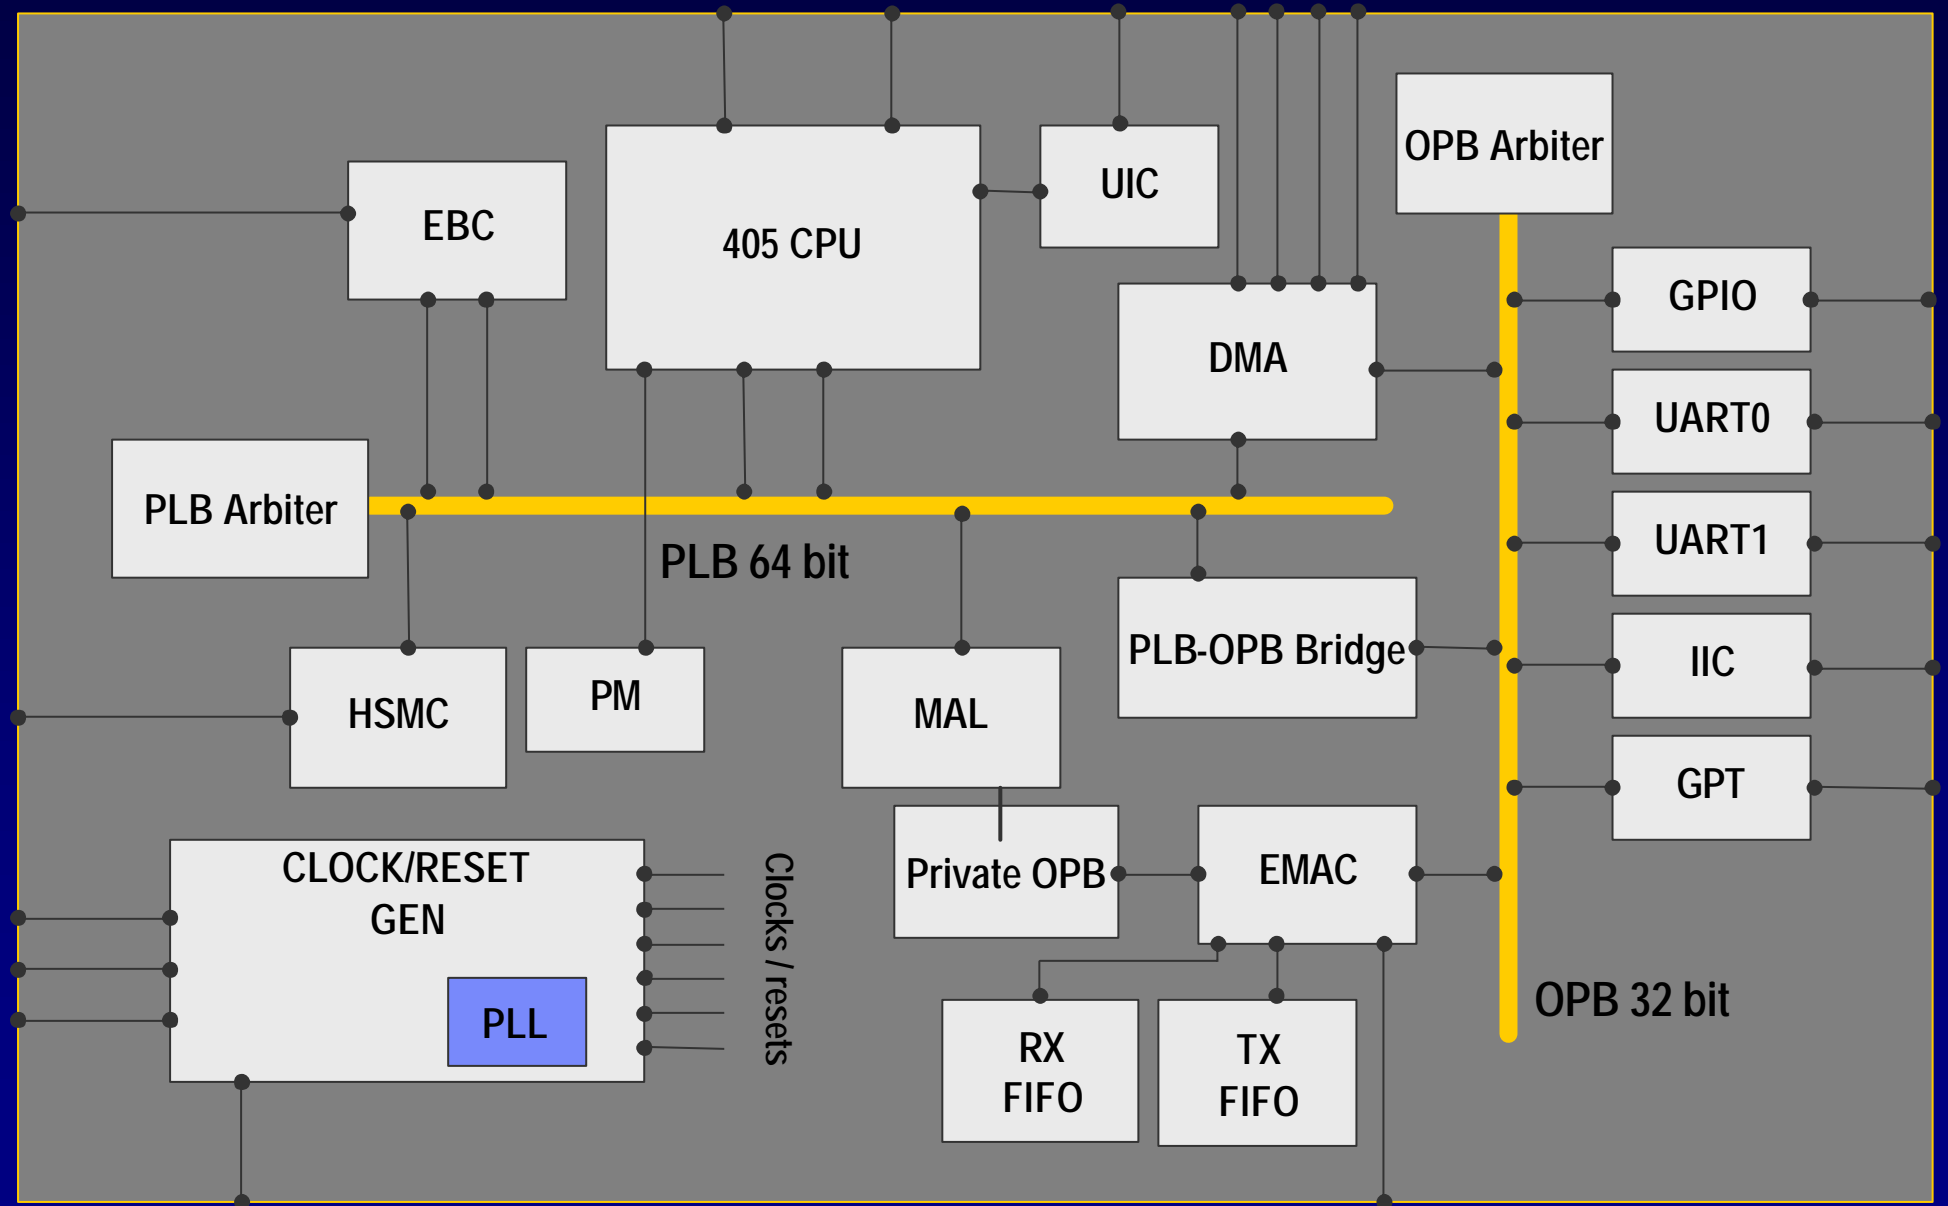 OPB Arbiter
UIC
EBC
405 CPU
GPIO
DMA
UART0
PLB Arbiter
UART1
PLB 64 bit
PLB-OPB Bridge
IIC
HSMC
PM
MAL
GPT
CLOCK/RESET
GEN
PLL
Clocks / resets
Private OPB
EMAC
OPB 32 bit
RX
FIFO
TX
FIFO